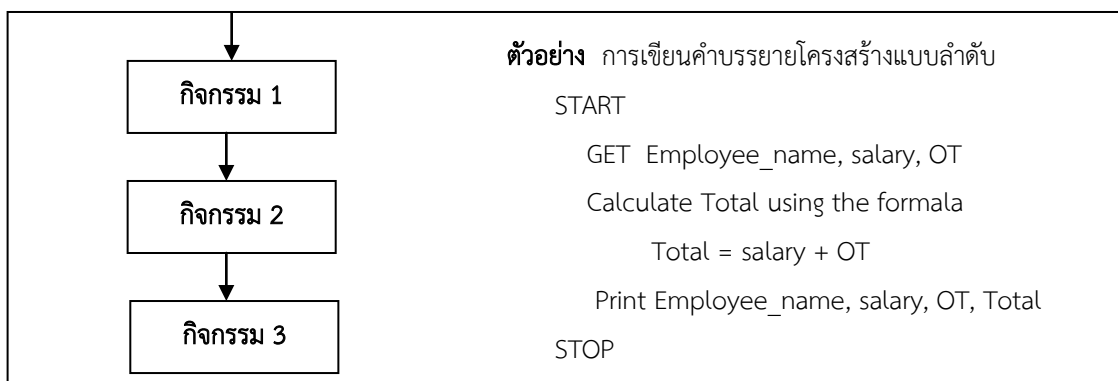 กิจกรรม 1
กิจกรรม 2
กิจกรรม 3
ตัวอย่าง การเขียนคำบรรยายโครงสร้างแบบลำดับ
START
GET Employee_name, salary, OT
Calculate Total using the formala
Total = salary + OT
Print Employee_name, salary, OT, Total
STOP